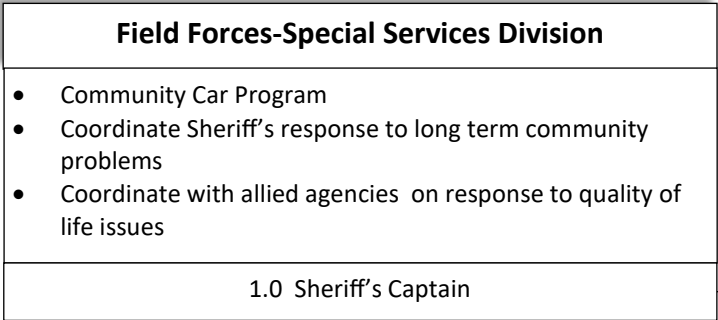 Field Forces-Special Services Division
• Community Car Program
• Coordinate Sheriff's response to long term community
problems
• Coordinate with allied agencies  on response to quality of
life issues
1.0  Sheriff's Captain